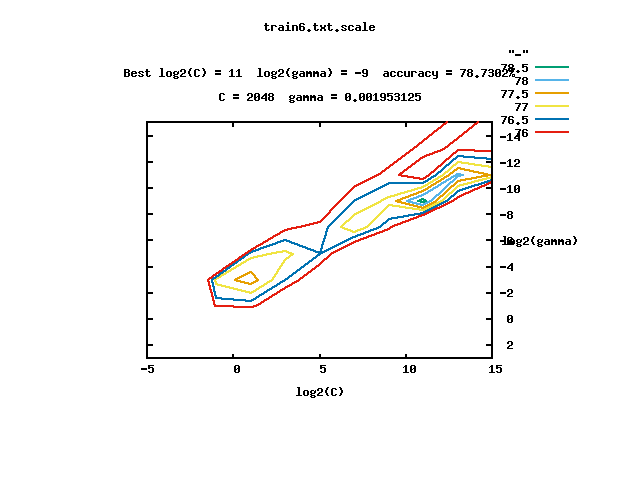 train6.txt.scale
"-"
Best log2(C) = 11 log2(gamma) = -9 accuracy = 78.7302%
78.5
78
77.5
77
76.5
76
C = 2048 gamma = 0.001953125
-14
-12
-10
-8
-6
-4
-2
0
2
log2(gamma)
-5 0 5 10 15
log2(C)